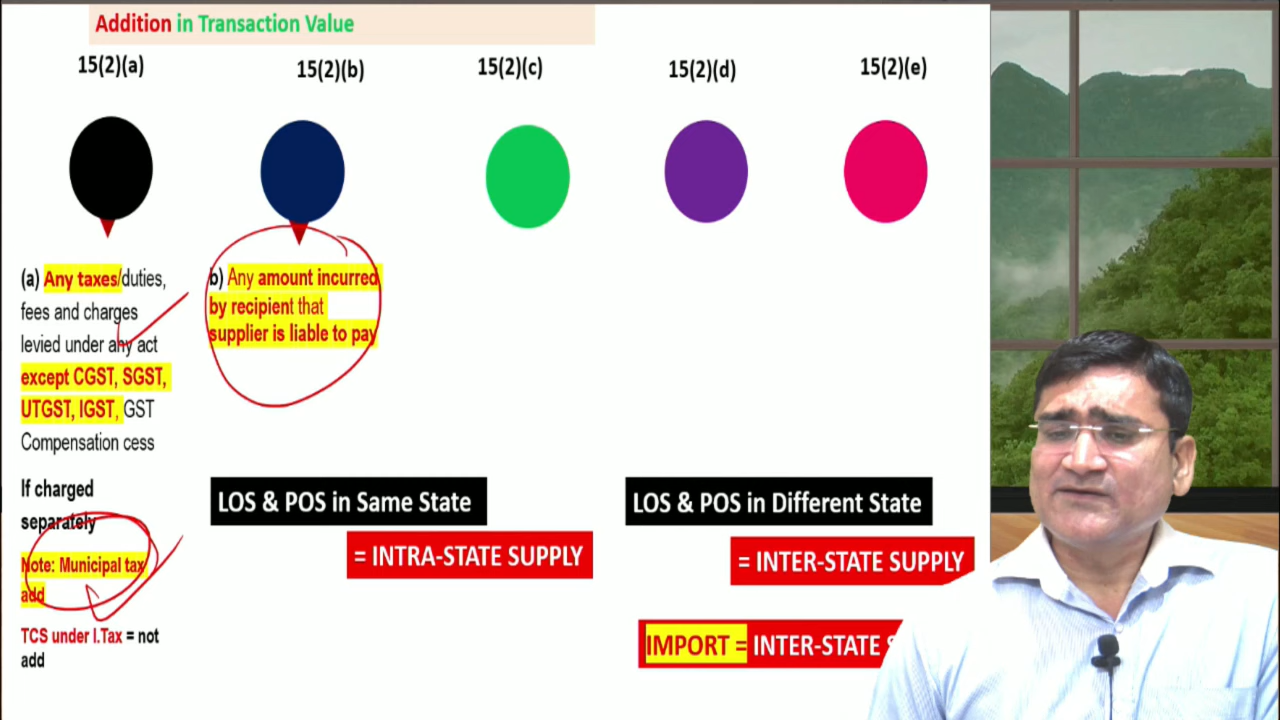 Addition in Transaction Value
15(2)(a)
15(2)(b)
15(2)(c)
15(2)(d)
15(2)(e)
(a) Any taxes/duties,
fees and charges
levied under any act
except CGST, SGST,
UTGST, IGST, GST
Compensation cess
If charged
separately
Note: Municipal tax
add
TCS under I.Tax = not
add
b) Any amount incurred
by recipient that
supplier is liable to pay
LOS & POS in Same State
= INTRA-STATE SUPPLY
LOS & POS in Different State
= INTER-STATE SUPPLY
IMPORT = INTER-STATE